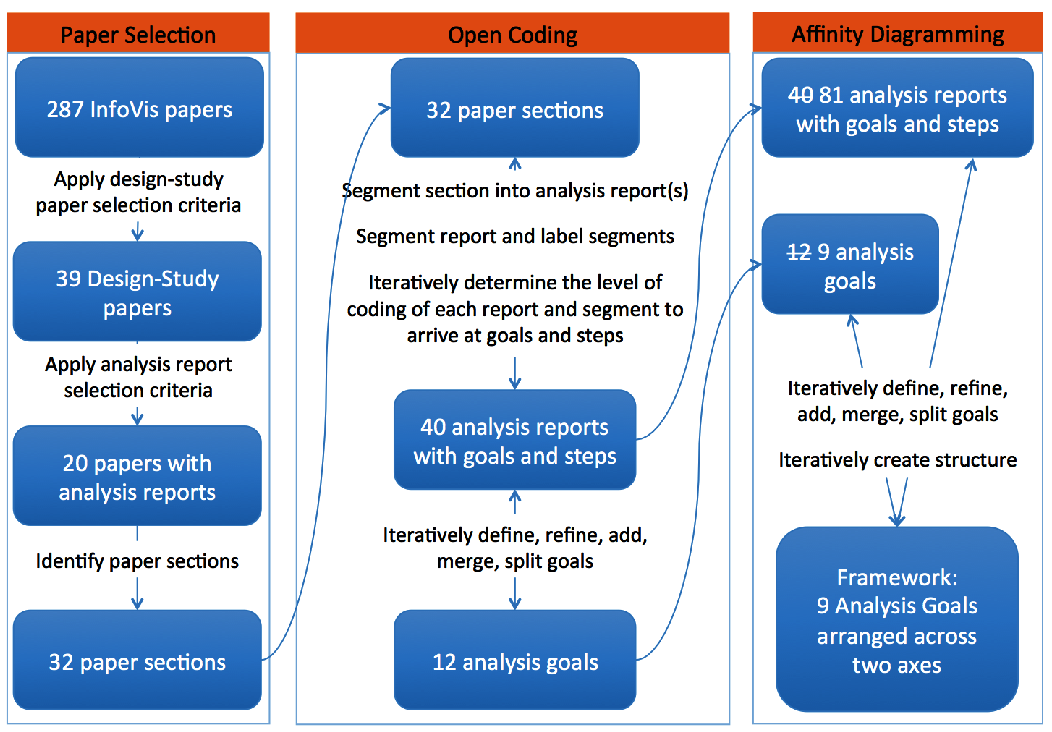 Paper Selection
287 InfoVis papers
Apply design-study
paper selection criteria
39 Design-Study
papers
Apply analysis report
selection criteria
20 papers with
analysis reports
Identify paper sections
32 paper sections
Open Coding
32 paper sections
Segment section into analysis report(s)
Segment report and label segments
Iteratively determine the level of
coding of each report and segment to
arrive at goals and steps
40 analysis reports
with goals and steps
Iteratively define, refine, add,
merge, split goals
12 analysis goals
Affinity Diagramming
40 81 analysis reports
with goals and steps
12 9 analysis
goals
Iteratively define, refine,
add, merge, split goals
Iteratively create structure
Framework:
9 Analysis Goals
arranged across
two axes